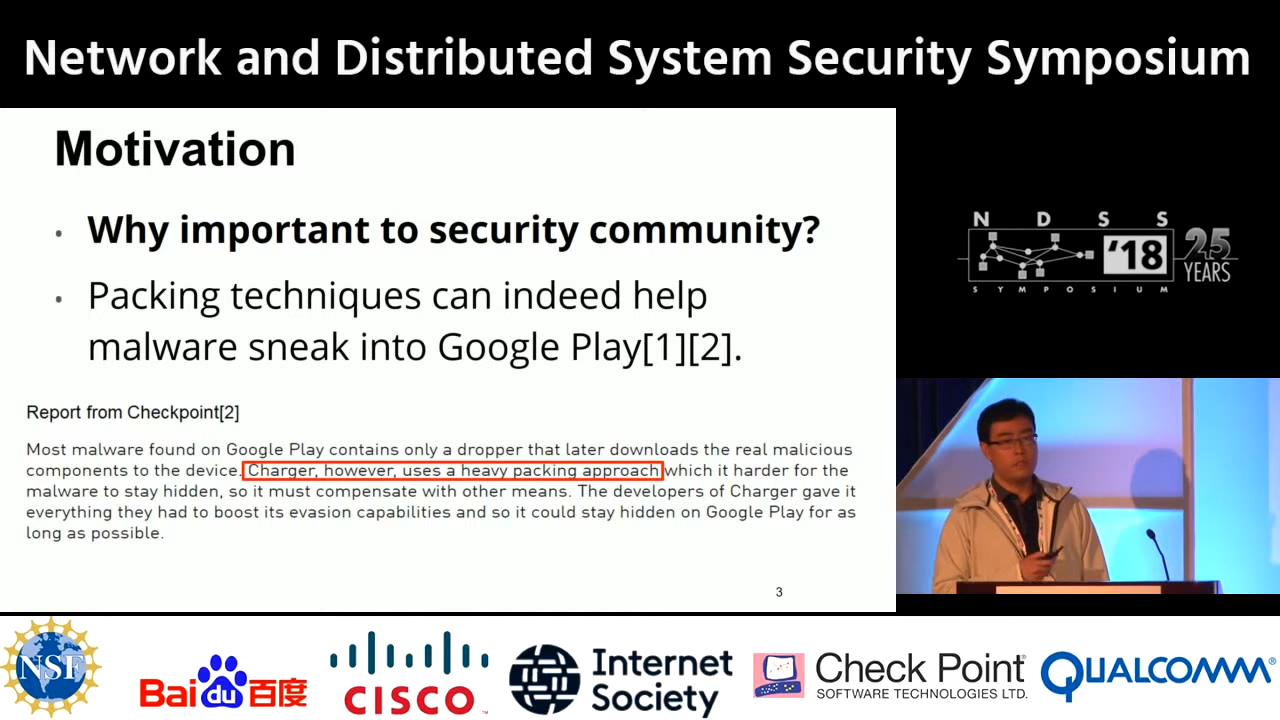 Network and Distributed System Security Symposium
Motivation
• Why important to security community?
• Packing techniques can indeed help
malware sneak into Google Play[1][2].
Report from Checkpoint[2]
Most malware found on Google Play contains only a dropper that later downloads the real malicious
components to the device. Charger, however, uses a heavy packing approach which it harder for the
malware to stay hidden, so it must compensate with other means. The developers of Charger gave it
everything they had to boost its evasion capabilities and so it could stay hidden on Google Play for as
long as possible.
3
N D S S
'18
25
YEARS
SYMPOSIUM
NSF
Bai du 百度
CISCO™
Internet
Society
Check Point®
SOFTWARE TECHNOLOGIES LTD.
QUALCOMM®